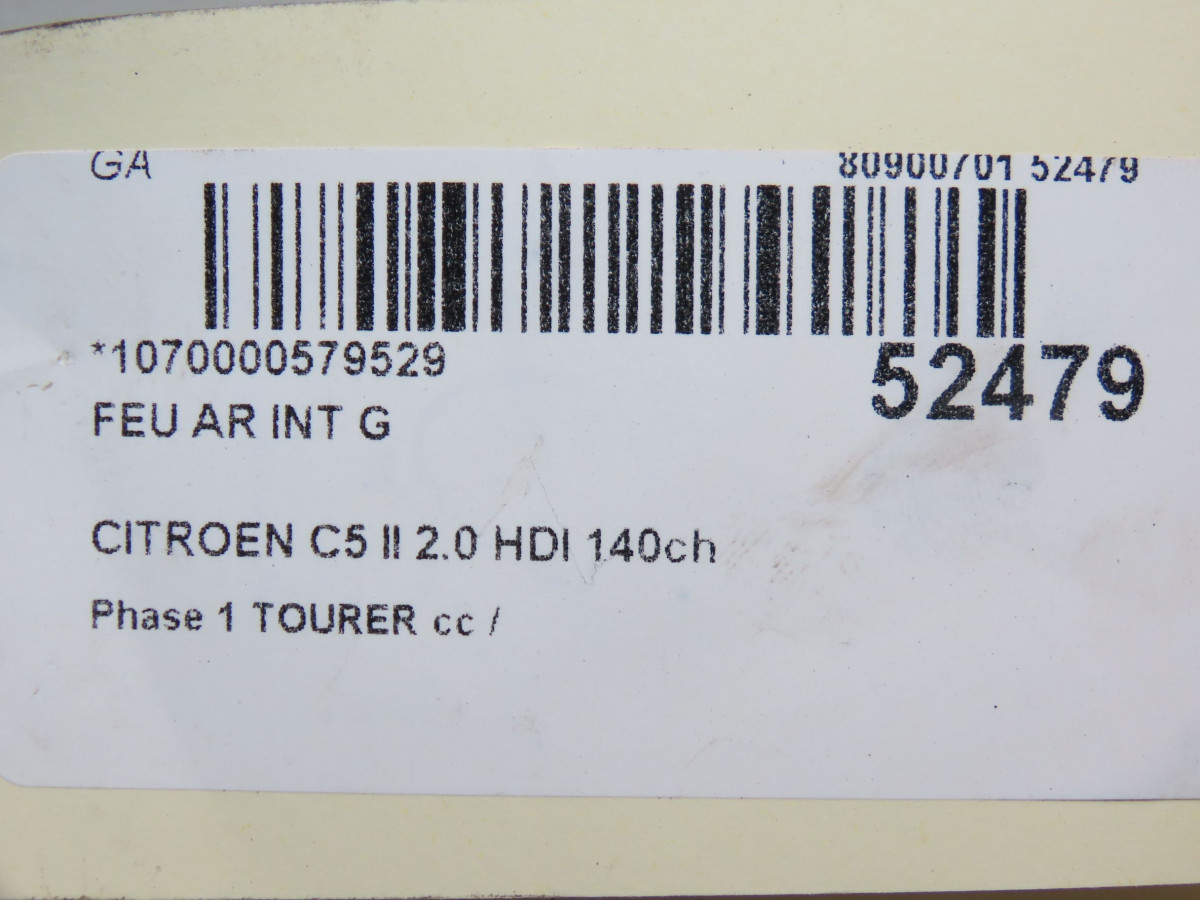 GA 80900701 52479
*1070000579529
52479
FEU AR INT G
CITROEN C5 II 2.0 HDI 140ch
Phase 1 TOURER cc /